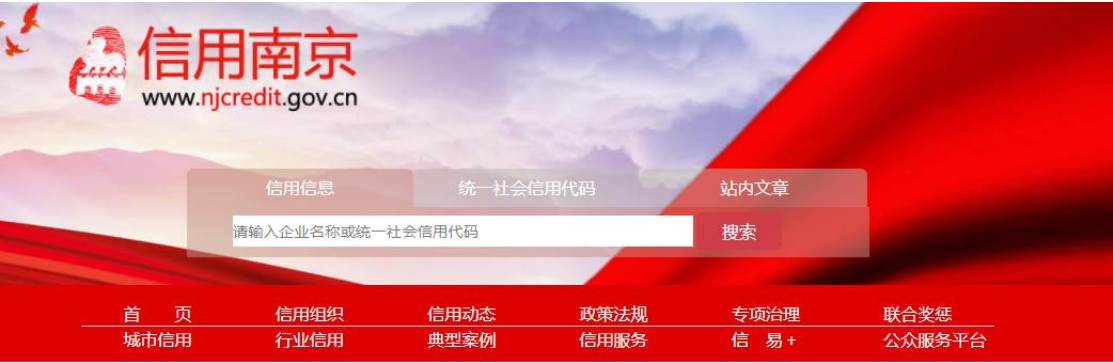 信用南京
www.njcredit.gov.cn
信用信息 统一社会信用代码 站内文章
请输入企业名称或统一社会信用代码 搜索
首 页 信用组织 信用动态 政策法规 专项治理 联合奖惩
城市信用 行业信用 典型案例 信用服务 信 易+ 公众服务平台